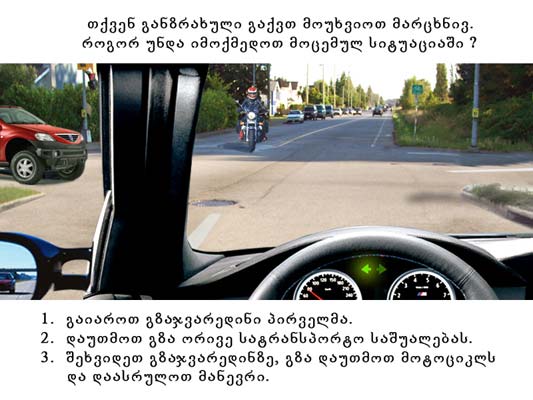 თქვენ განზრახული გაქვთ მოუხვიოთ მარცხნივ.
როგორ უნდა იმოქმედოთ მოცემულ სიტუაციაში ?
1. გაიაროთ გზაჯვარედინი პირველმა.
2. დაუთმოთ გზა ორივე სატრანსპორტო საშუალებას.
3. შეხვიდეთ გზაჯვარედინზე, გზა დაუთმოთ მოტოციკლს
და დაასრულოთ მანევრი.